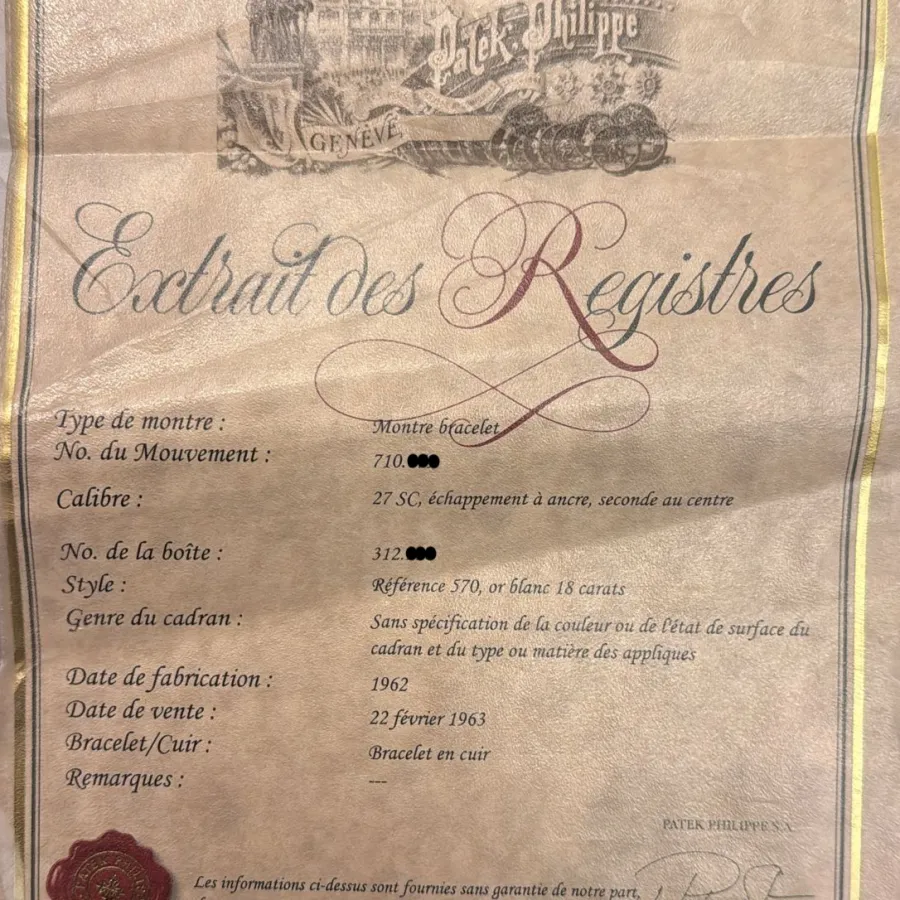 Patek Philippe
GENÈVE
Extrait des Registres
Type de montre : Montre bracelet
No. du Mouvement : 710.
Calibre : 27 SC, échappement à ancre, seconde au centre
No. de la boîte : 312.
Style : Référence 570, or blanc 18 carats
Genre du cadran : Sans spécification de la couleur ou de l'état de surface du
cadran et du type ou matière des appliques
Date de fabrication : 1962
Date de vente : 22 février 1963
Bracelet/Cuir : Bracelet en cuir
Remarques : ---
PATEK PHILIPPE S.A.
Les informations ci-dessus sont fournies sans garantie de notre part,